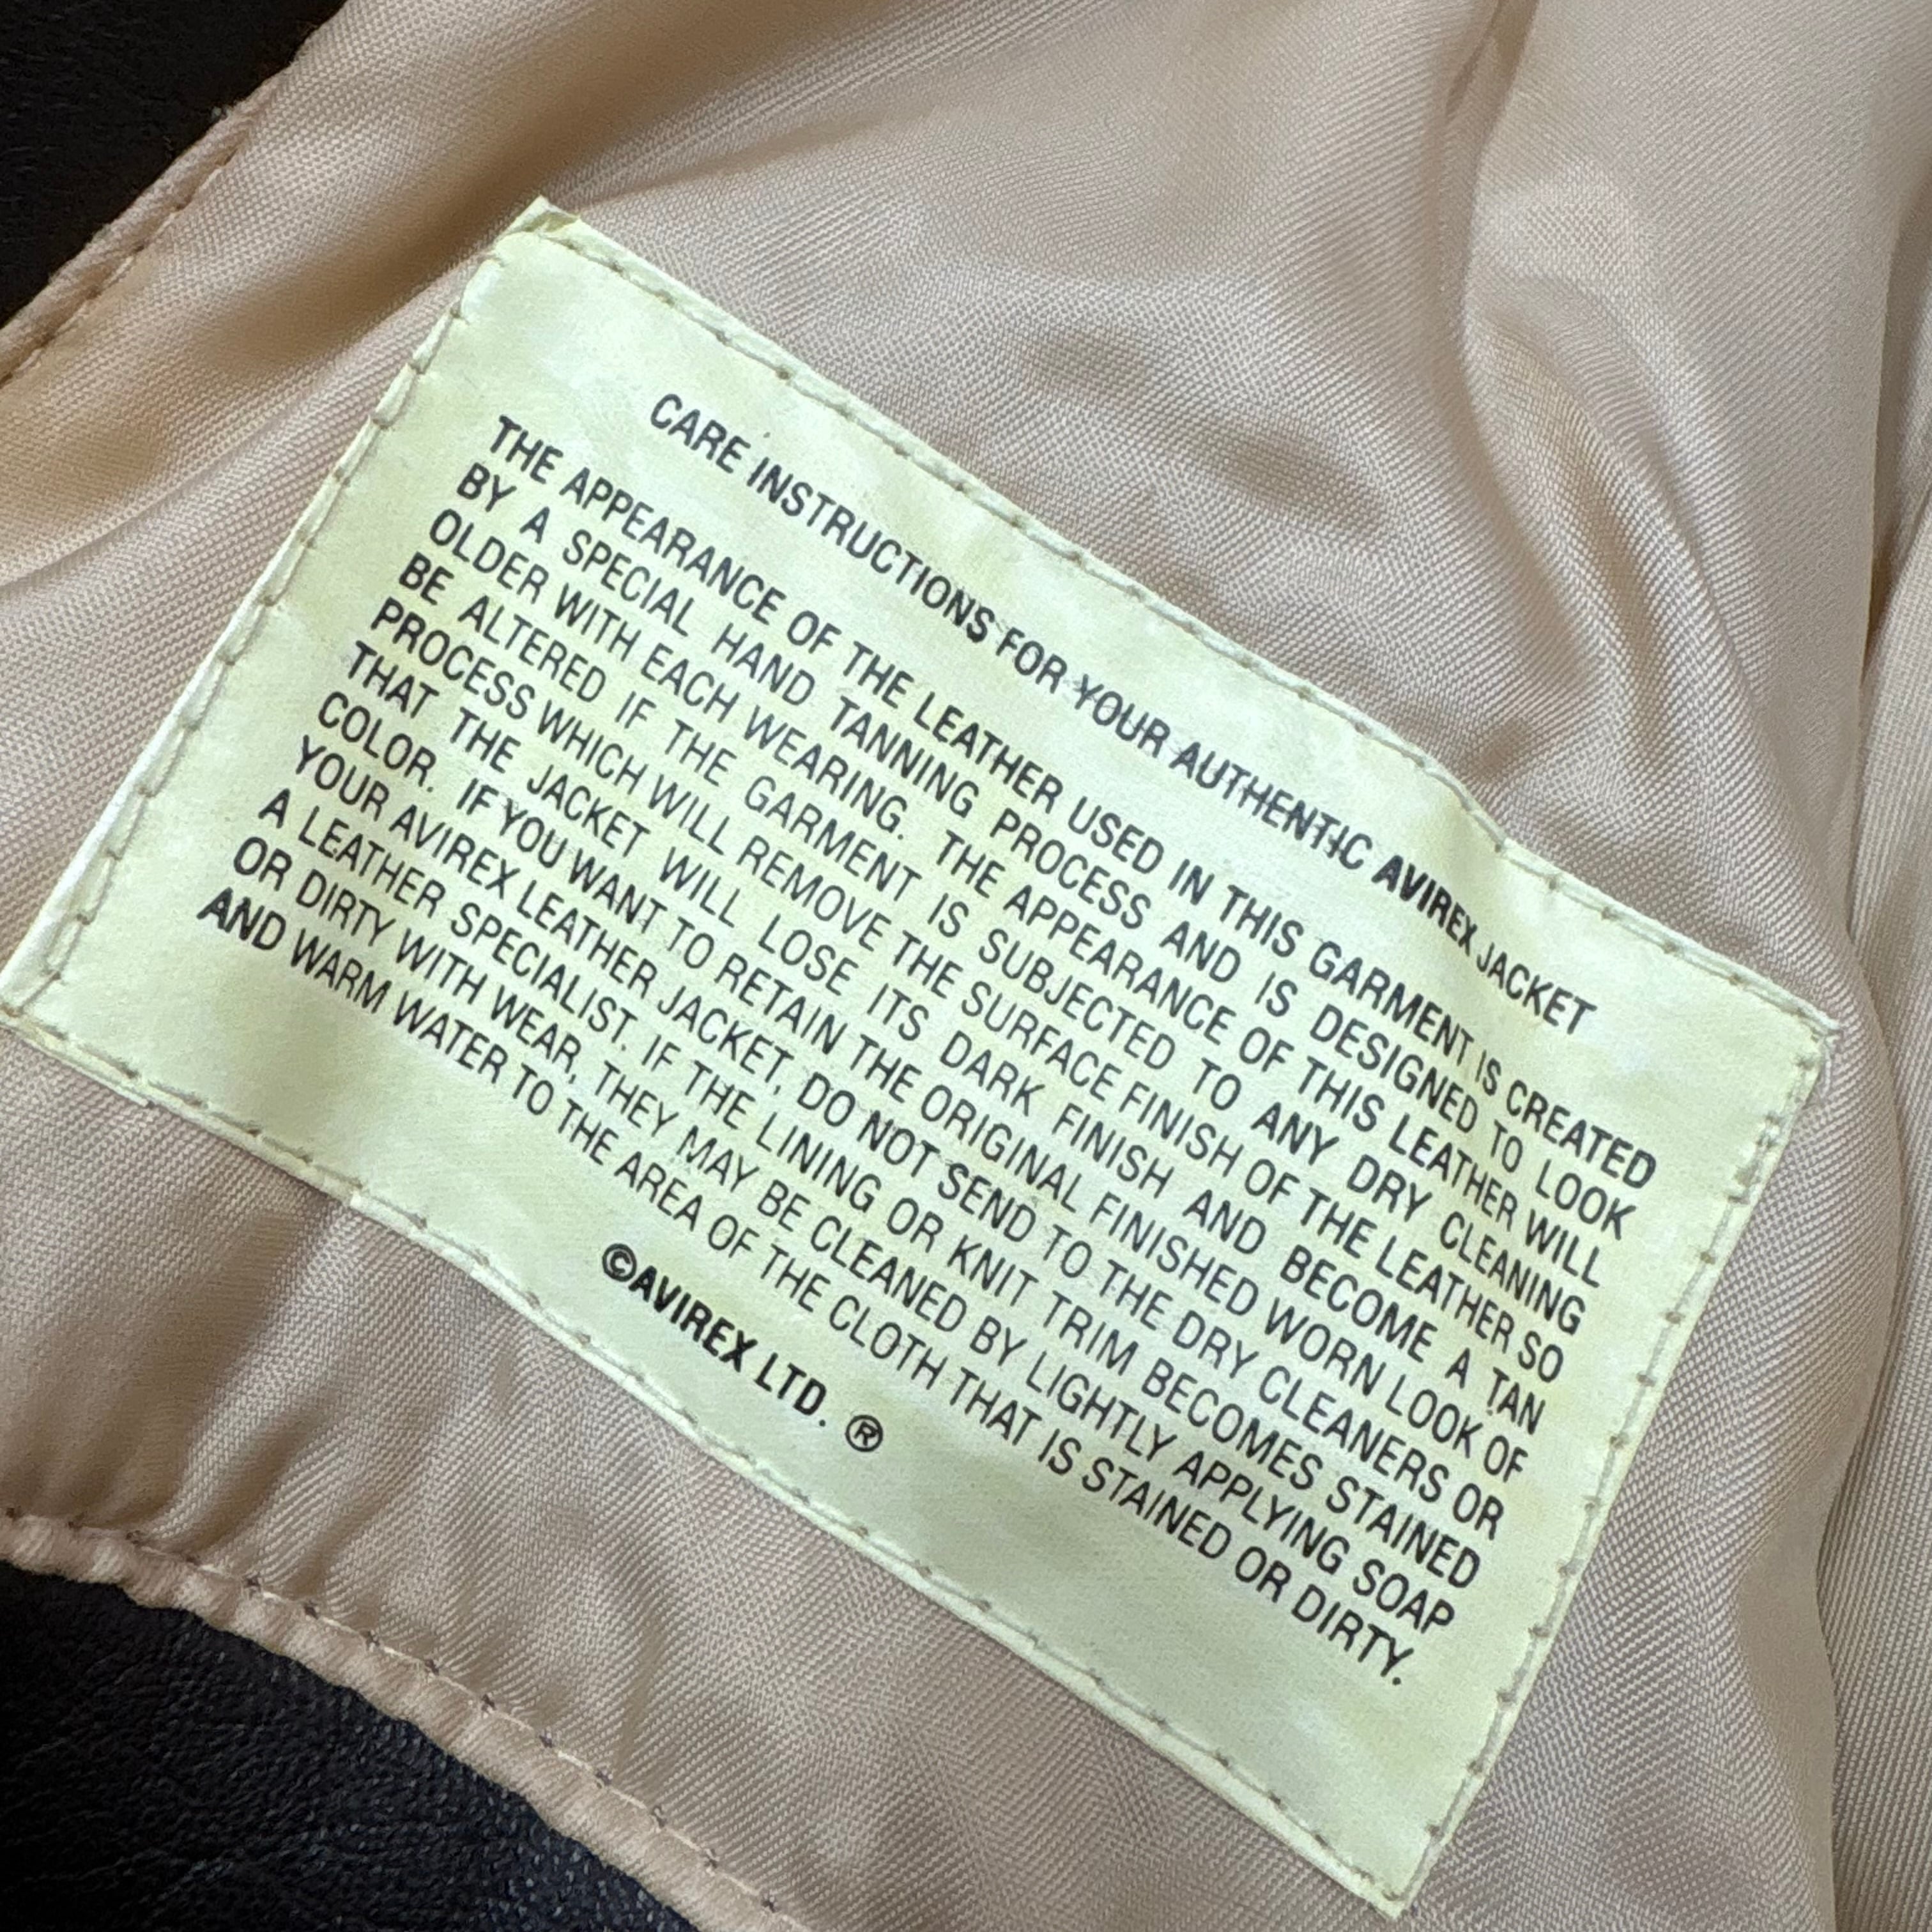 CARE INSTRUCTIONS FOR YOUR AUTHENTIC AVIREX JACKET
THE APPEARANCE OF THE LEATHER USED IN THIS GARMENT IS CREATED
BY A SPECIAL HAND TANNING PROCESS AND IS DESIGNED TO LOOK
OLDER WITH EACH WEARING. THE APPEARANCE OF THIS LEATHER WILL
BE ALTERED IF THE GARMENT IS SUBJECTED TO ANY DRY CLEANING
PROCESS WHICH WILL REMOVE THE SURFACE FINISH OF THE LEATHER SO
THAT THE JACKET WILL LOSE ITS DARK FINISH AND BECOME A TAN
COLOR. IF YOU WANT TO RETAIN THE ORIGINAL FINISHED WORN LOOK OF
YOUR AVIREX LEATHER JACKET, DO NOT SEND TO THE DRY CLEANERS OR
A LEATHER SPECIALIST. IF THE LINING OR KNIT TRIM BECOMES STAINED
OR DIRTY WITH WEAR, THEY MAY BE CLEANED BY LIGHTLY APPLYING SOAP
AND WARM WATER TO THE AREA OF THE CLOTH THAT IS STAINED OR DIRTY.
©AVIREX LTD. ®